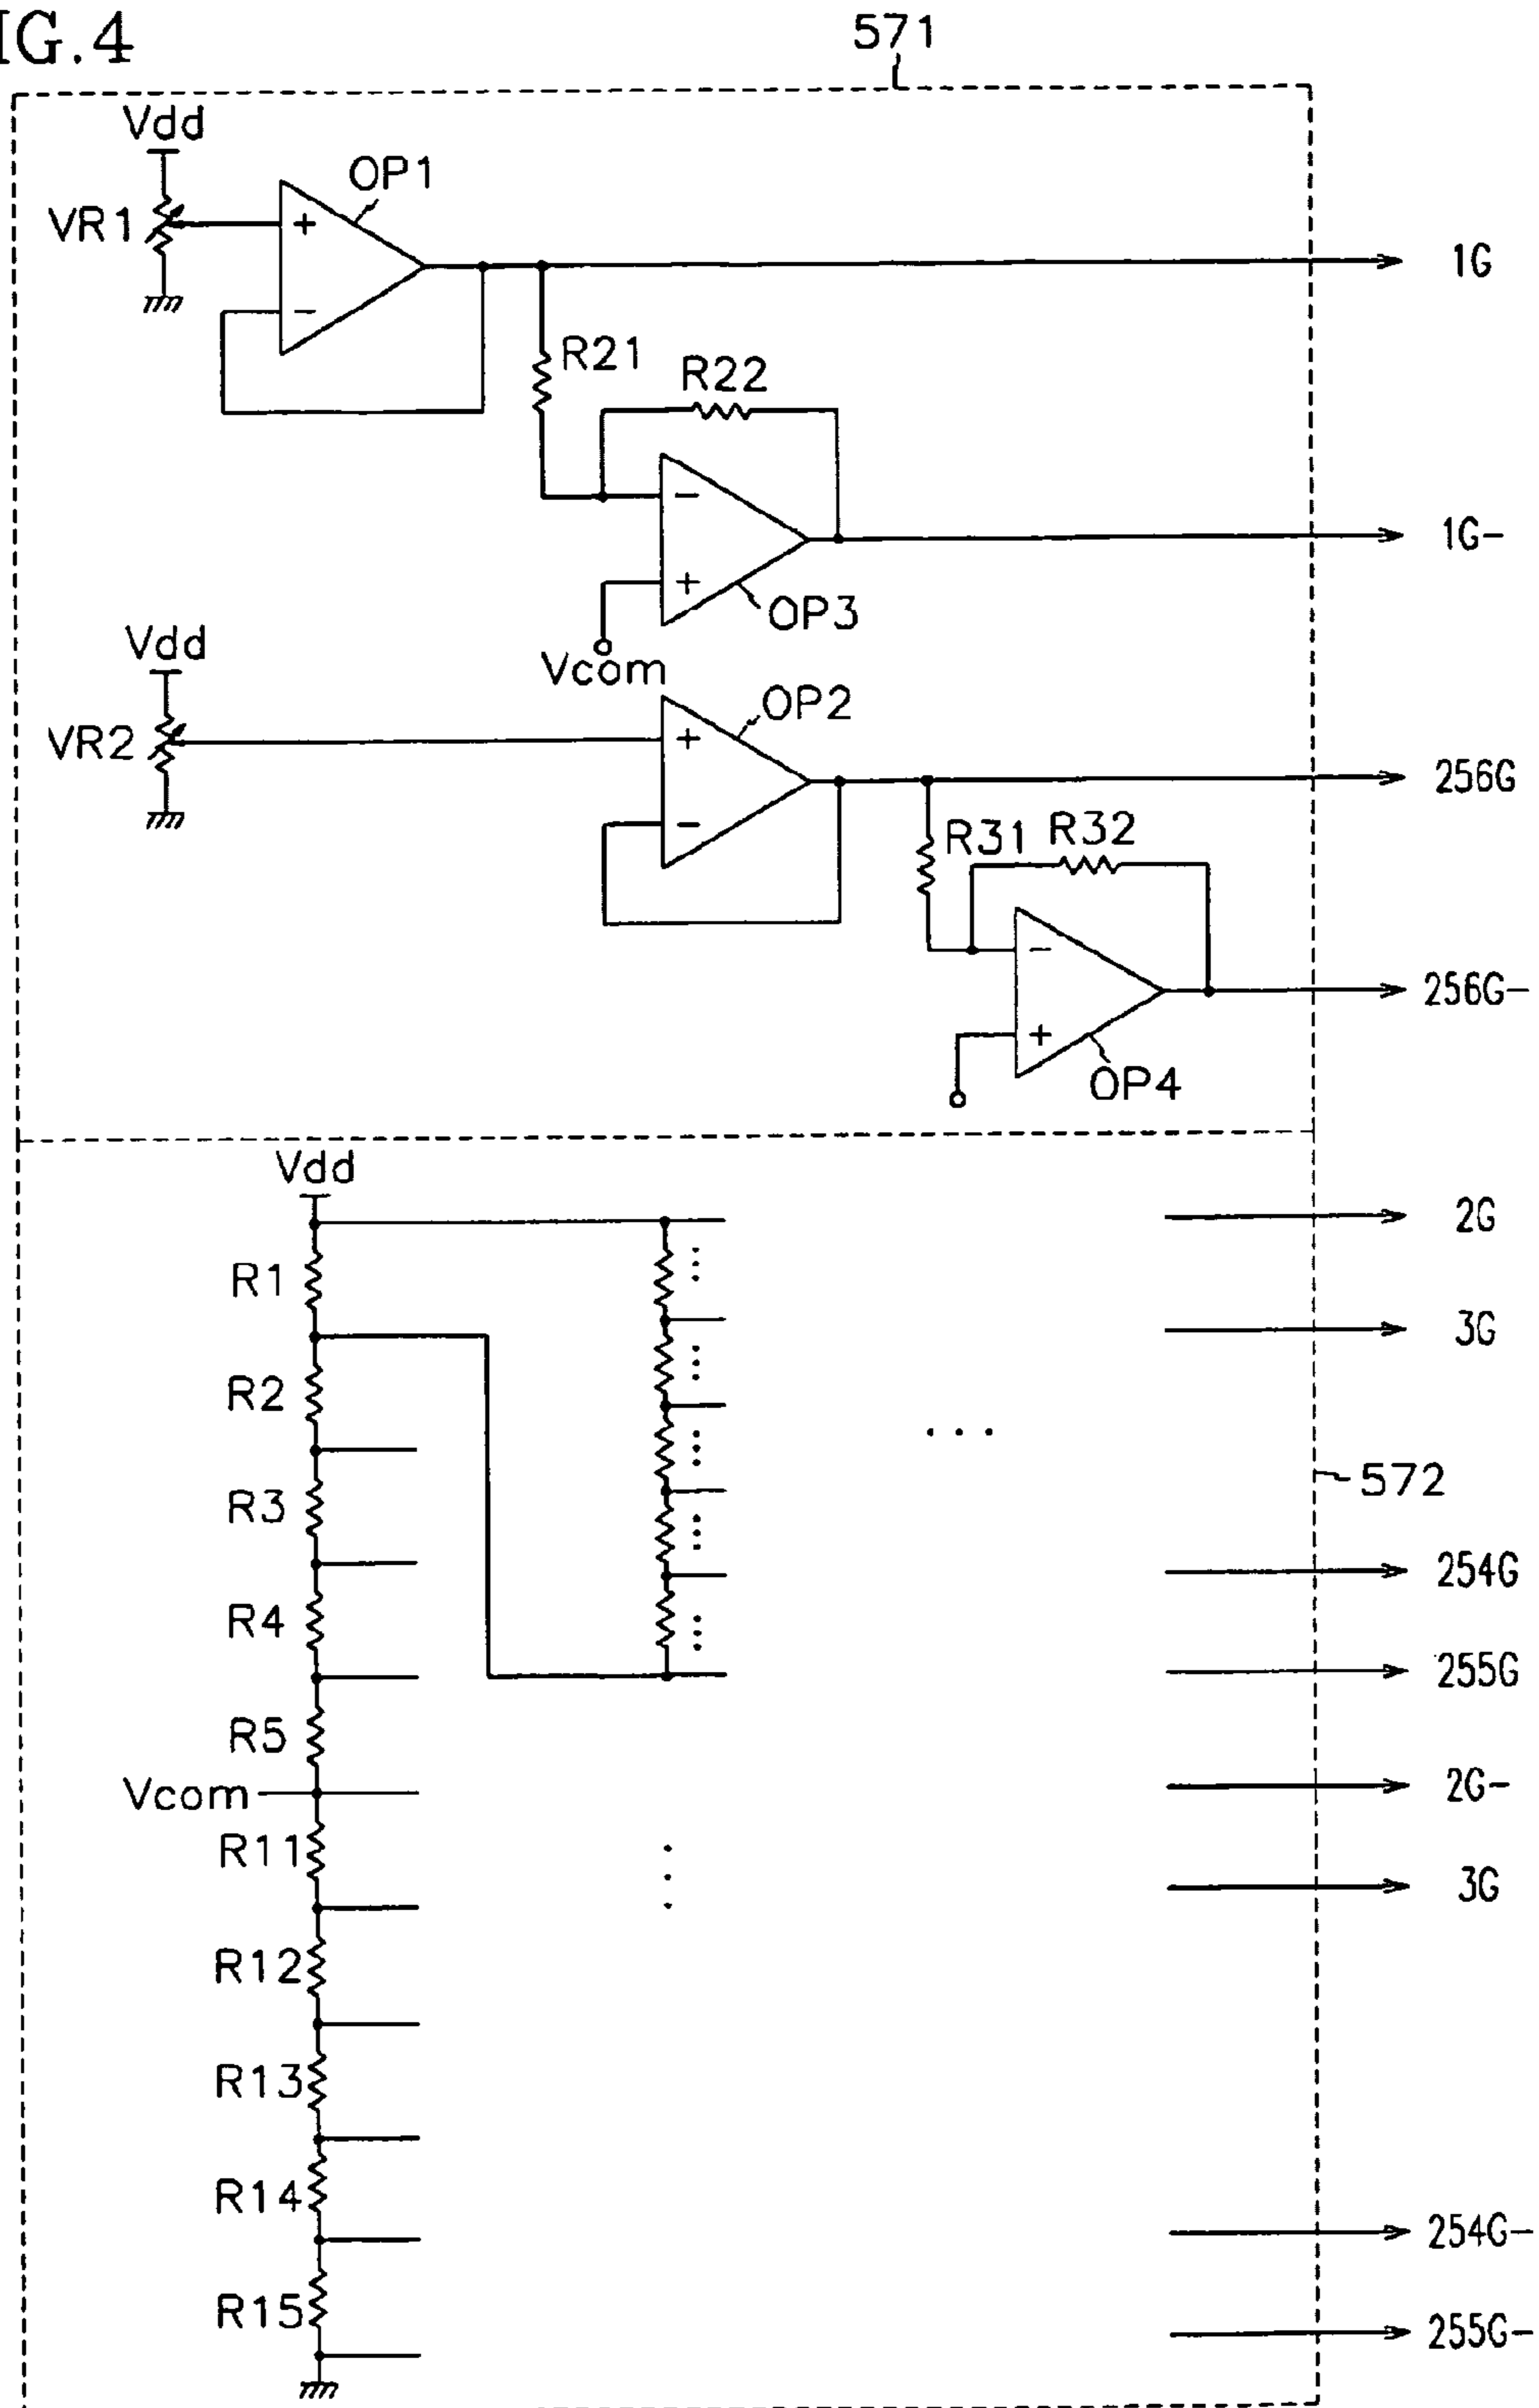 IG.4
571
Vdd
OP1
VR1
+
1G
−
R21
R22
−
1G-
+
OP3
Vdd
Vcom
OP2
VR2
+
256G
−
R31
R32
−
256G-
+
OP4
Vdd
2G
R1
3G
R2
572
R3
254G
R4
255G
R5
Vcom
2G-
R11
3G
R12
R13
R14
254G-
R15
255G-